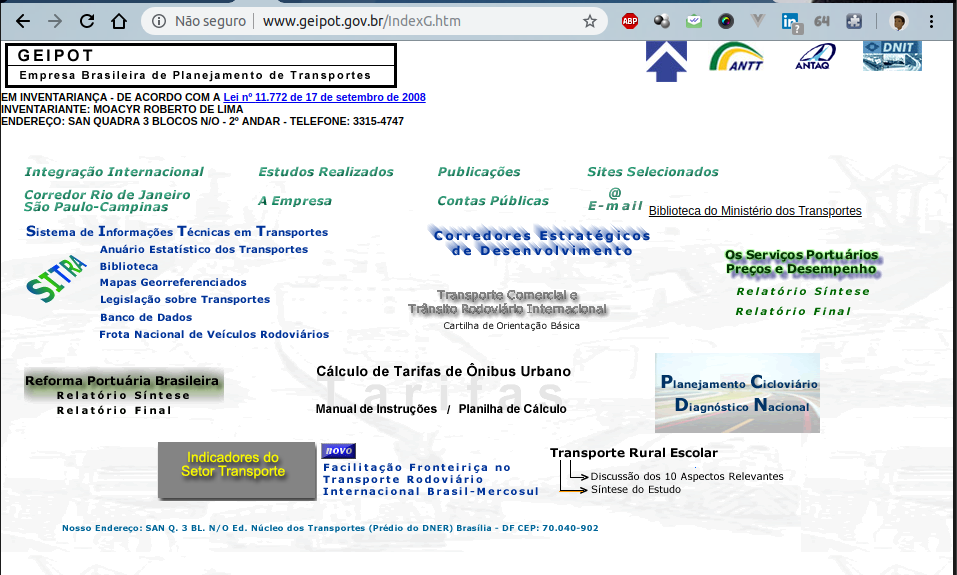 Não seguro
www.geipot.gov.br/IndexG.htm
ABP
in
?
64
GEIPOT
Empresa Brasileira de Planejamento de Transportes
ANTT
ANTAQ
DNIT
EM INVENTARIANÇA - DE ACORDO COM A Lei nº 11.772 de 17 de setembro de 2008
INVENTARIANTE: MOACYR ROBERTO DE LIMA
ENDEREÇO: SAN QUADRA 3 BLOCOS N/O - 2º ANDAR - TELEFONE: 3315-4747
Integração Internacional
Estudos Realizados
Publicações
Sites Selecionados
Corredor Rio de Janeiro
São Paulo-Campinas
A Empresa
Contas Públicas
@
E-mail
Biblioteca do Ministério dos Transportes
Sistema de Informações Técnicas em Transportes
SITRA
Anuário Estatístico dos Transportes
Biblioteca
Mapas Georreferenciados
Legislação sobre Transportes
Banco de Dados
Frota Nacional de Veículos Rodoviários
Corredores Estratégicos
de Desenvolvimento
Transporte Comercial e
Trânsito Rodoviário Internacional
Cartilha de Orientação Básica
Os Serviços Portuários
Preços e Desempenho
Relatório Síntese
Relatório Final
Reforma Portuária Brasileira
Relatório Síntese
Relatório Final
Cálculo de Tarifas de Ônibus Urbano
Tarifas
Manual de Instruções / Planilha de Cálculo
Planejamento Cicloviário
Diagnóstico Nacional
Indicadores do
Setor Transporte
novo
Facilitação Fronteiriça no
Transporte Rodoviário
Internacional Brasil-Mercosul
Transporte Rural Escolar
Discussão dos 10 Aspectos Relevantes
Síntese do Estudo
Nosso Endereço: SAN Q. 3 BL. N/O Ed. Núcleo dos Transportes (Prédio do DNER) Brasília - DF CEP: 70.040-902